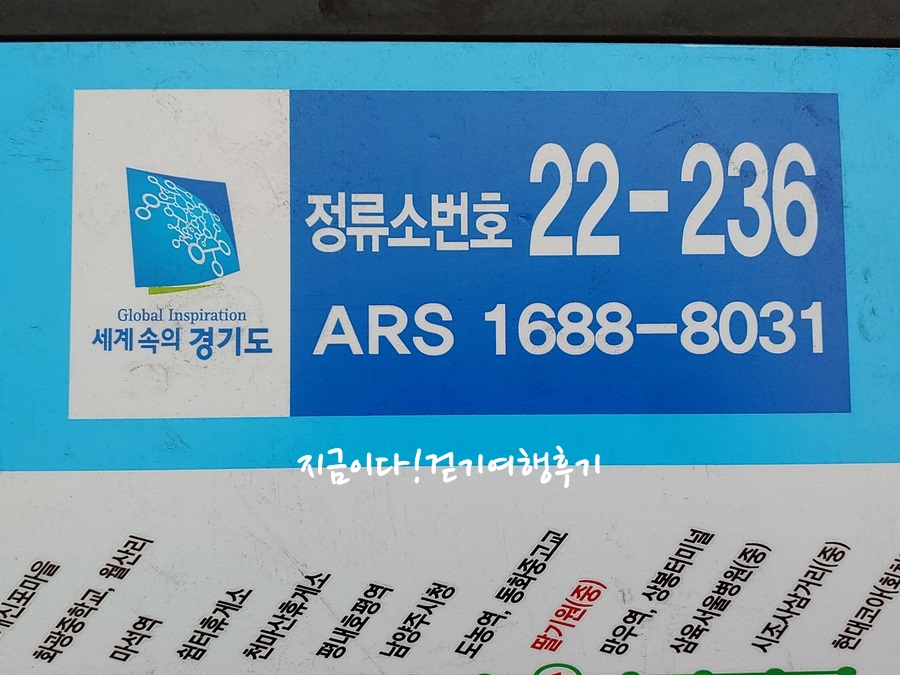 정류소번호 22-236
ARS 1688-8031
Global Inspiration
세계 속의 경기도
지금이다!걷기여행후기
화광중학교, 월산리
마석역
쉼터휴게소
천마산휴게소
평내호평역
남양주시청
도농역, 동화중고교
딸기원(중)
망우역, 상봉터미널
삼육서울병원(중)
시조사삼거리(중)